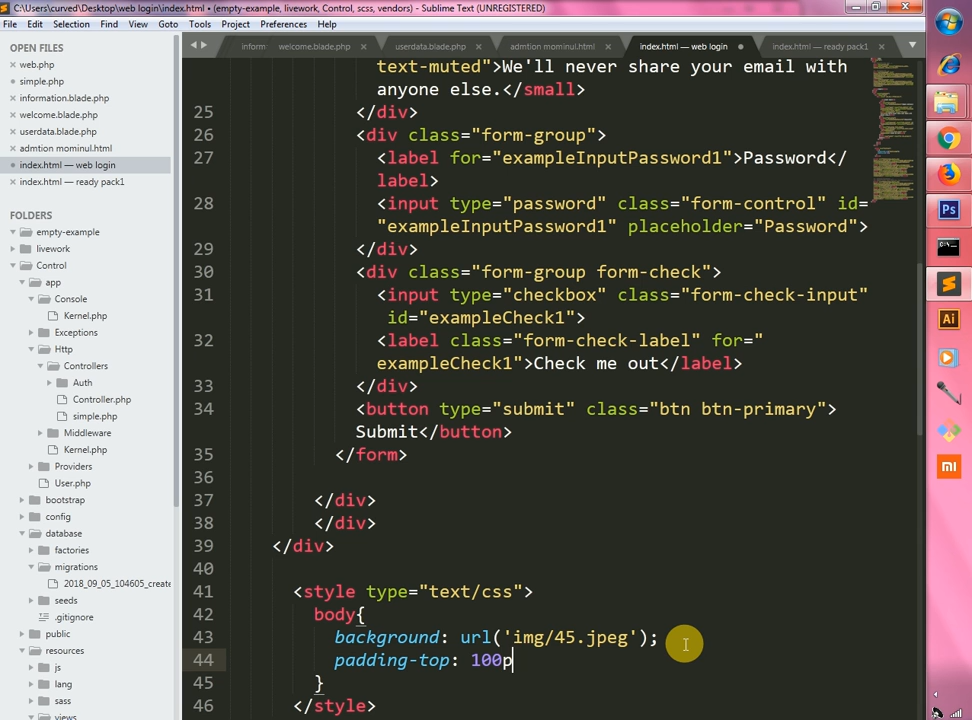 C:\Users\curved\Desktop\web login\index.html • (empty-example, livework, Control, scss, vendors) - Sublime Text (UNREGISTERED)
File Edit Selection Find View Goto Tools Project Preferences Help
OPEN FILES
web.php
simple.php
information.blade.php
welcome.blade.php
userdata.blade.php
admtion mominul.html
index.html — web login
index.html — ready pack1
FOLDERS
empty-example
livework
Control
app
Console
Kernel.php
Exceptions
Http
Controllers
Auth
Controller.php
simple.php
Middleware
Kernel.php
Providers
User.php
bootstrap
config
database
factories
migrations
2018_09_05_104605_create
seeds
.gitignore
public
resources
js
lang
sass
views
inform welcome.blade.php userdata.blade.php admtion mominul.html index.html — web login index.html — ready pack1
text-muted">We'll never share your email with
anyone else.</small>
25 </div>
26 <div class="form-group">
27 <label for="exampleInputPassword1">Password</
label>
28 <input type="password" class="form-control" id=
"exampleInputPassword1" placeholder="Password">
29 </div>
30 <div class="form-group form-check">
31 <input type="checkbox" class="form-check-input"
id="exampleCheck1">
32 <label class="form-check-label" for="
exampleCheck1">Check me out</label>
33 </div>
34 <button type="submit" class="btn btn-primary">
Submit</button>
35 </form>
36
37 </div>
38 </div>
39 </div>
40
41 <style type="text/css">
42 body{
43 background: url('img/45.jpeg');
44 padding-top: 100p
45 }
46 </style>
Ps
Ai
mi